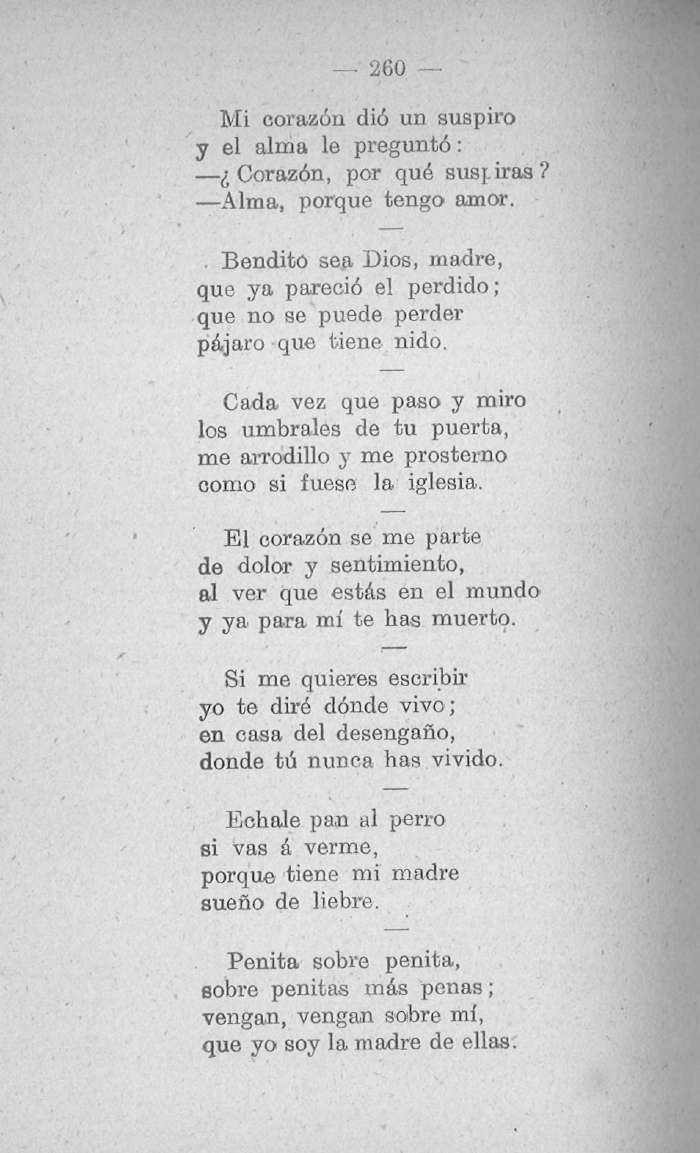 — 260 —
Mi corazón dió un suspiro
y el alma le preguntó:
—¿Corazón, por qué suspiras?
—Alma, porque tengo amor.
—
Bendito sea Dios, madre,
que ya pareció el perdido;
que no se puede perder
pájaro que tiene nido.
—
Cada vez que paso y miro
los umbrales de tu puerta,
me arrodillo y me prosterno
como si fuese la iglesia.
—
El corazón se me parte
de dolor y sentimiento,
al ver que estás en el mundo
y ya para mí te has muerto.
—
Si me quieres escribir
yo te diré dónde vivo;
en casa del desengaño,
donde tú nunca has vivido.
—
Echale pan al perro
si vas á verme,
porque tiene mi madre
sueño de liebre.
—
Penita sobre penita,
sobre penitas más penas;
vengan, vengan sobre mí,
que yo soy la madre de ellas.